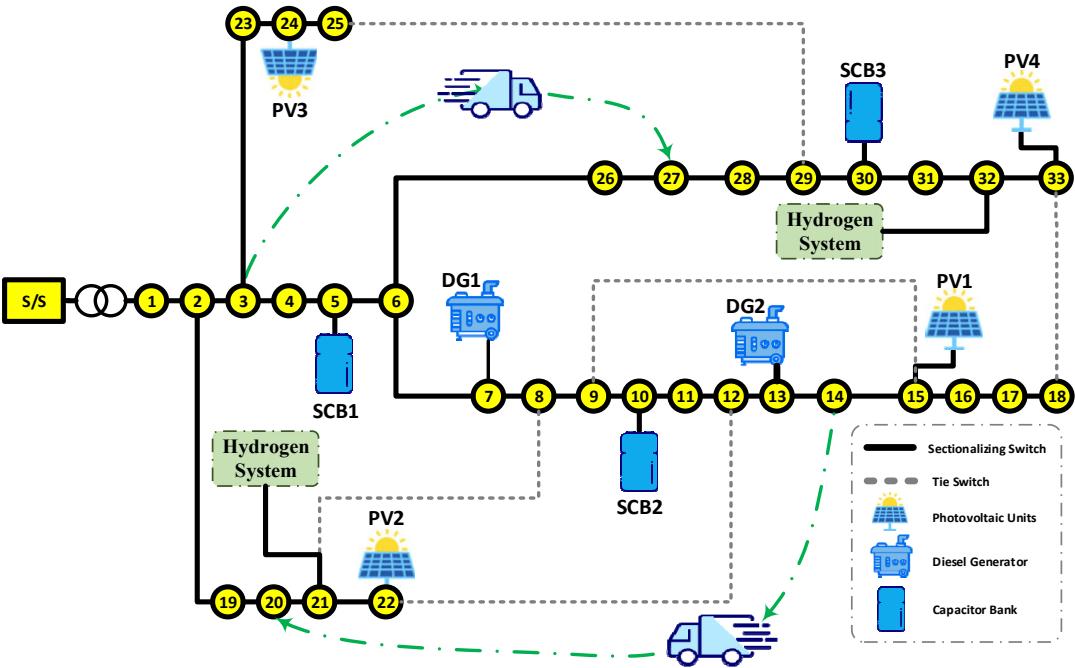 23
24
25
PV3
SCB3
PV4
26
27
28
29
30
31
32
33
Hydrogen
System
S/S
1
2
3
4
5
6
DG1
DG2
PV1
SCB1
7
8
9
10
11
12
13
14
15
16
17
18
Hydrogen
System
SCB2
PV2
19
20
21
22
Sectionalizing Switch
Tie Switch
Photovoltaic Units
Diesel Generator
Capacitor Bank